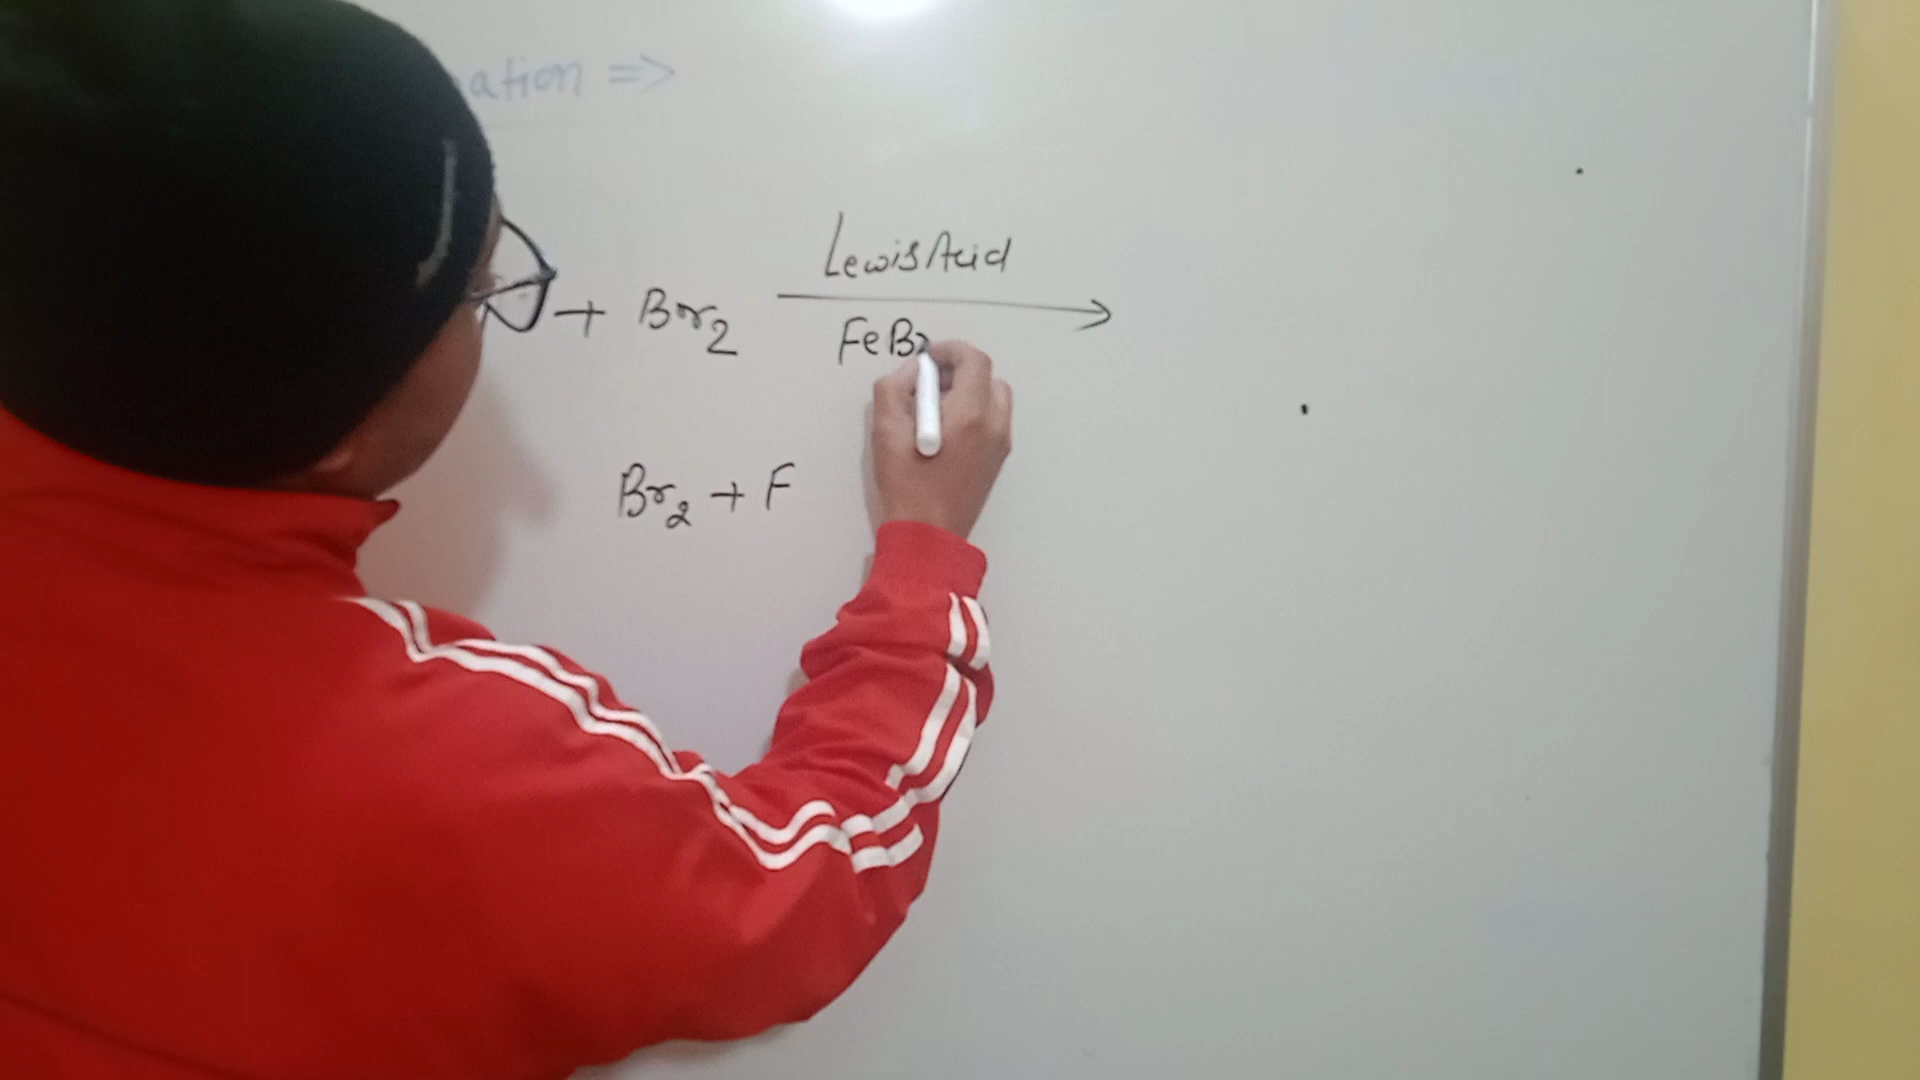 ation =>
+ Br₂ Lewis Acid
FeBr
Br₂ + F